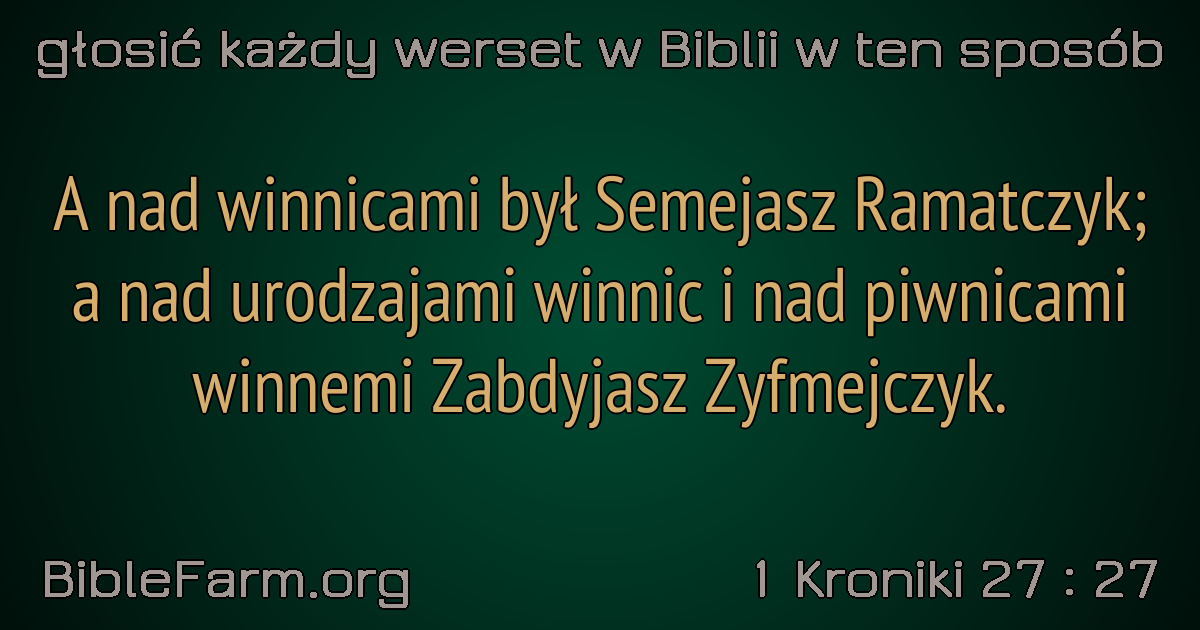 głosić każdy werset w Biblii w ten sposób
A nad winnicami był Semejasz Ramatczyk;
a nad urodzajami winnic i nad piwnicami
winnemi Zabdyjasz Zyfmejczyk.
BibleFarm.org
1 Kroniki 27 : 27